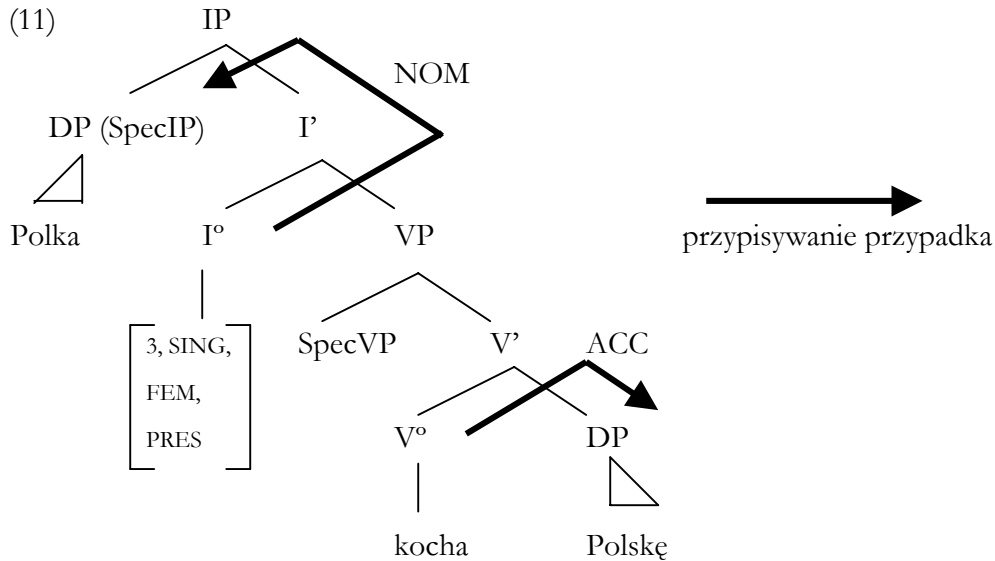 (11)
IP
NOM
DP (SpecIP) I’
Polka Iº VP przypisywanie przypadka
3, SING, SpecVP V’ ACC
FEM,
PRES Vº DP
kocha Polskę